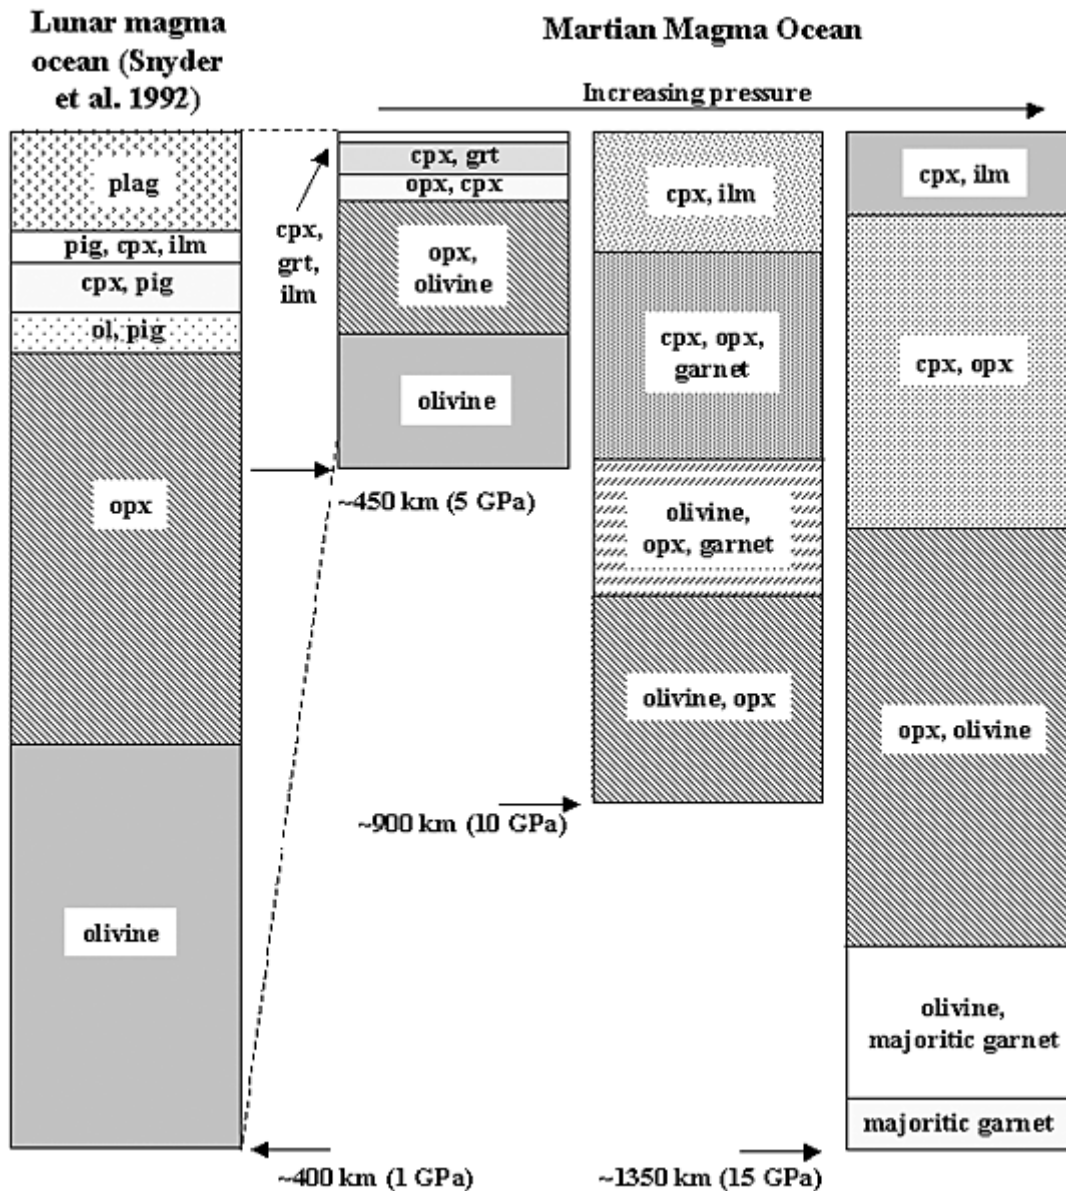 Lunar magma
ocean (Snyder
et al. 1992)
Martian Magma Ocean
Increasing pressure
plag
pig, cpx, ilm
cpx, pig
ol, pig
opx
olivine
~400 km (1 GPa)
cpx,
grt,
ilm
cpx, grt
opx, cpx
opx,
olivine
olivine
~450 km (5 GPa)
cpx, ilm
cpx, opx,
garnet
olivine,
opx, garnet
olivine, opx
~900 km (10 GPa)
cpx, ilm
cpx, opx
opx, olivine
olivine,
majoritic garnet
majoritic garnet
~1350 km (15 GPa)